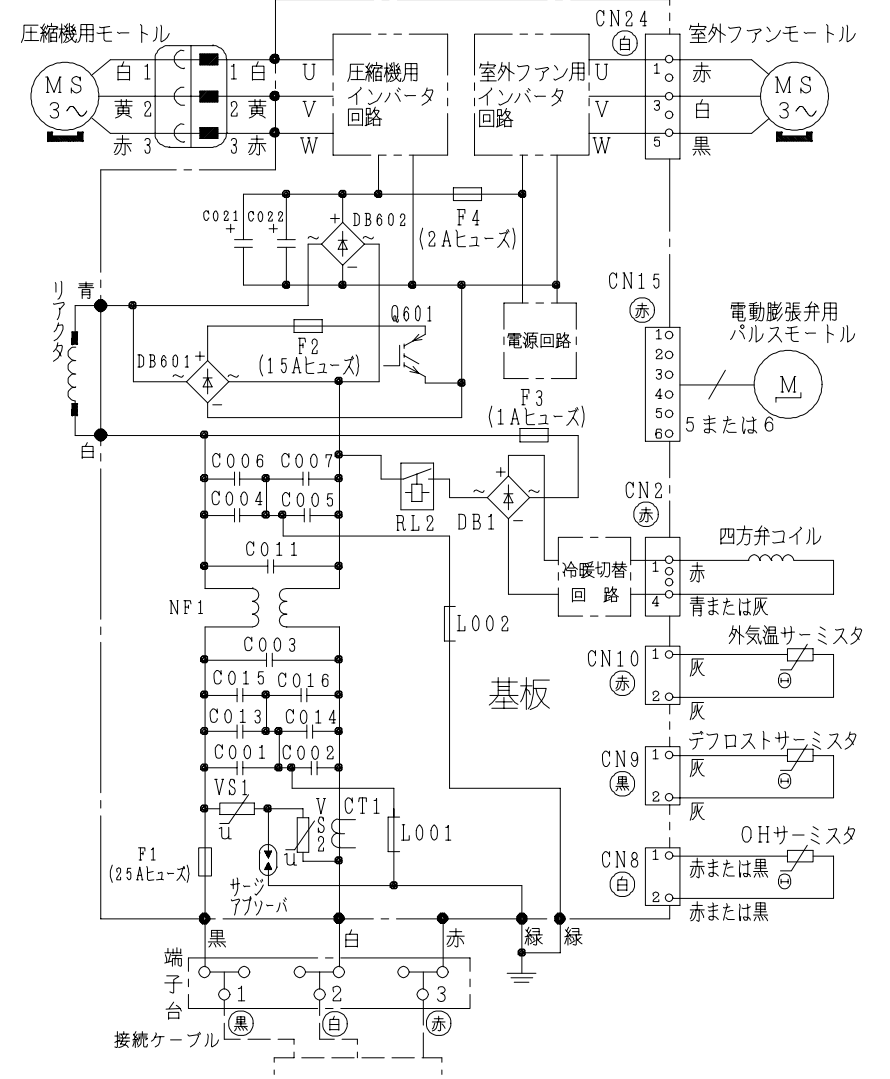 圧縮機用モートル
CN24
白
室外ファンモートル
MS
3～
白 1
黄 2
赤 3
1 白
2 黄
3 赤
U
V
W
圧縮機用
インバータ
回路
室外ファン用
インバータ
回路
U
V
W
1
3
5
赤
白
黒
MS
3～
C021
+
C022
+
+
DB602
～
～
−
F4
(2Aヒューズ)
リアクタ
青
白
DB601
+
～
～
−
F2
(15Aヒューズ)
Q601
電源回路
CN15
赤
1
2
3
4
5
6
電動膨張弁用
パルスモートル
M
5または6
F3
(1Aヒューズ)
C006
C007
C004
C005
RL2
+
～
～
−
DB1
CN2
赤
冷暖切替
回 路
1
4
四方弁コイル
赤
青または灰
C011
NF1
L002
C003
C015
C016
C013
C014
C001
C002
基板
CN10
赤
1
2
外気温サーミスタ
灰
Θ
灰
CN9
黒
1
2
デフロストサーミスタ
灰
Θ
灰
VS1
u
VS2
u
CT1
L001
F1
(25Aヒューズ)
サージ
アブソーバ
CN8
白
1
2
OHサーミスタ
赤または黒
Θ
赤または黒
黒
白
赤
緑
緑
端子台
1
2
3
黒
白
赤
接続ケーブル